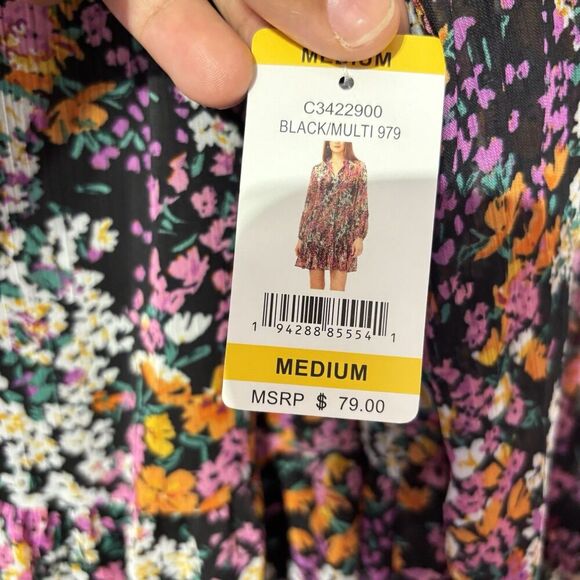 MEDIUM
C3422900
BLACK/MULTI 979
1 94288 85554 1
MEDIUM
MSRP $ 79.00